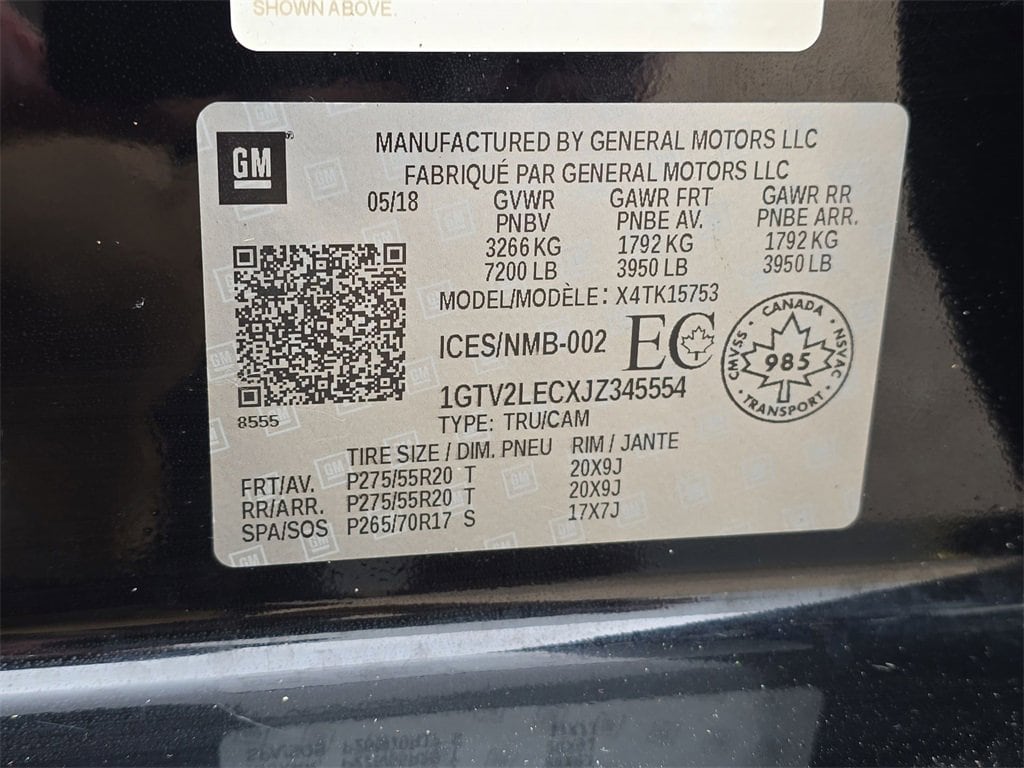 SHOWN ABOVE.
GM
MANUFACTURED BY GENERAL MOTORS LLC
FABRIQUÉ PAR GENERAL MOTORS LLC
05/18 GVWR GAWR FRT GAWR RR
PNBV PNBE AV. PNBE ARR.
3266 KG 1792 KG 1792 KG
7200 LB 3950 LB 3950 LB
MODEL/MODÈLE: X4TK15753
ICES/NMB-002 EC
CANADA
CMVSS 985 NSVAC
TRANSPORT
1GTV2LECXJZ345554
8555
TYPE: TRU/CAM
TIRE SIZE / DIM. PNEU RIM / JANTE
FRT/AV. P275/55R20 T 20X9J
RR/ARR. P275/55R20 T 20X9J
SPA/SOS P265/70R17 S 17X7J